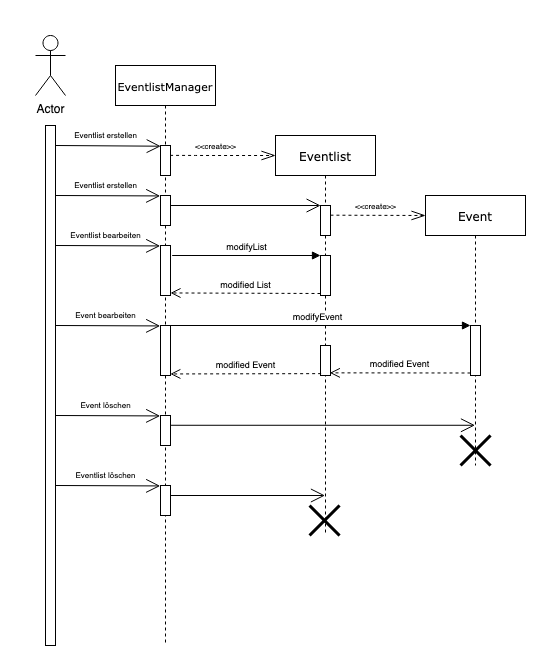 Actor
EventlistManager
Eventlist erstellen
<<create>>
Eventlist
Eventlist erstellen
<<create>>
Event
Eventlist bearbeiten
modifyList
modified List
Event bearbeiten
modifyEvent
modified Event
modified Event
Event löschen
Eventlist löschen